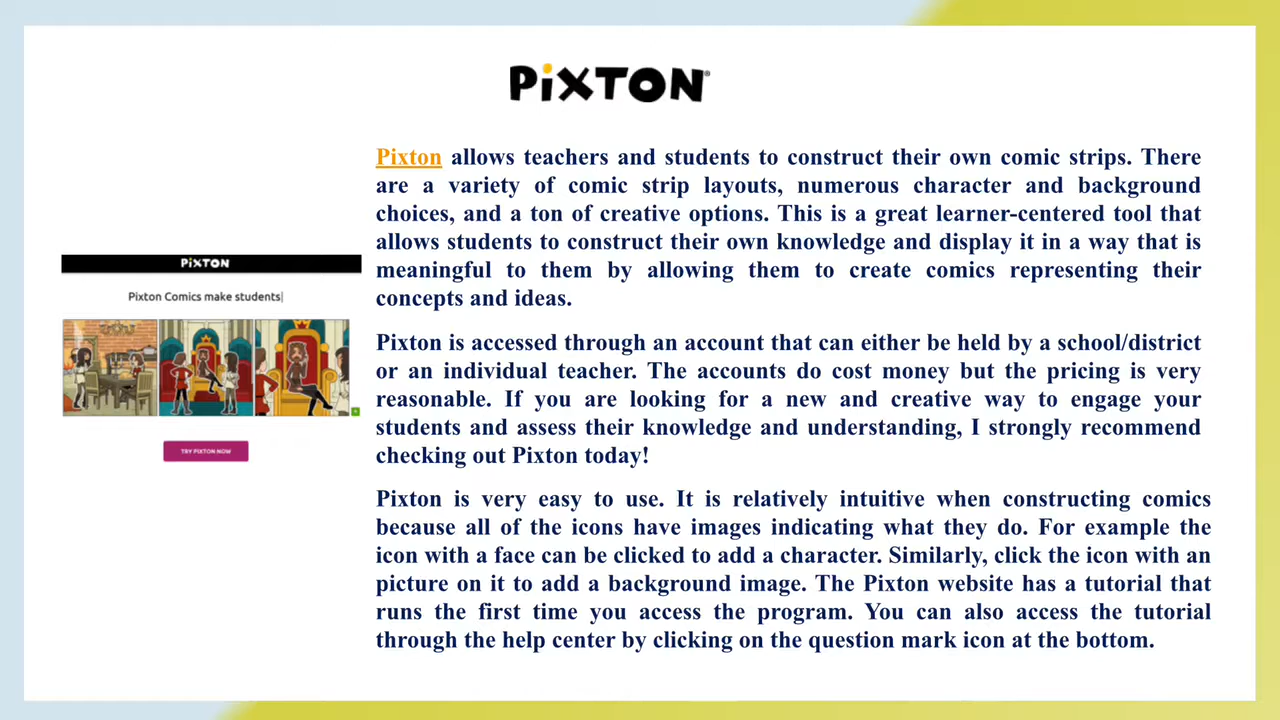 PiXTON®
Pixton allows teachers and students to construct their own comic strips. There
are a variety of comic strip layouts, numerous character and background
choices, and a ton of creative options. This is a great learner-centered tool that
allows students to construct their own knowledge and display it in a way that is
meaningful to them by allowing them to create comics representing their
concepts and ideas.
PiXTON
Pixton Comics make students|
TRY PIXTON NOW
Pixton is accessed through an account that can either be held by a school/district
or an individual teacher. The accounts do cost money but the pricing is very
reasonable. If you are looking for a new and creative way to engage your
students and assess their knowledge and understanding, I strongly recommend
checking out Pixton today!
Pixton is very easy to use. It is relatively intuitive when constructing comics
because all of the icons have images indicating what they do. For example the
icon with a face can be clicked to add a character. Similarly, click the icon with an
picture on it to add a background image. The Pixton website has a tutorial that
runs the first time you access the program. You can also access the tutorial
through the help center by clicking on the question mark icon at the bottom.